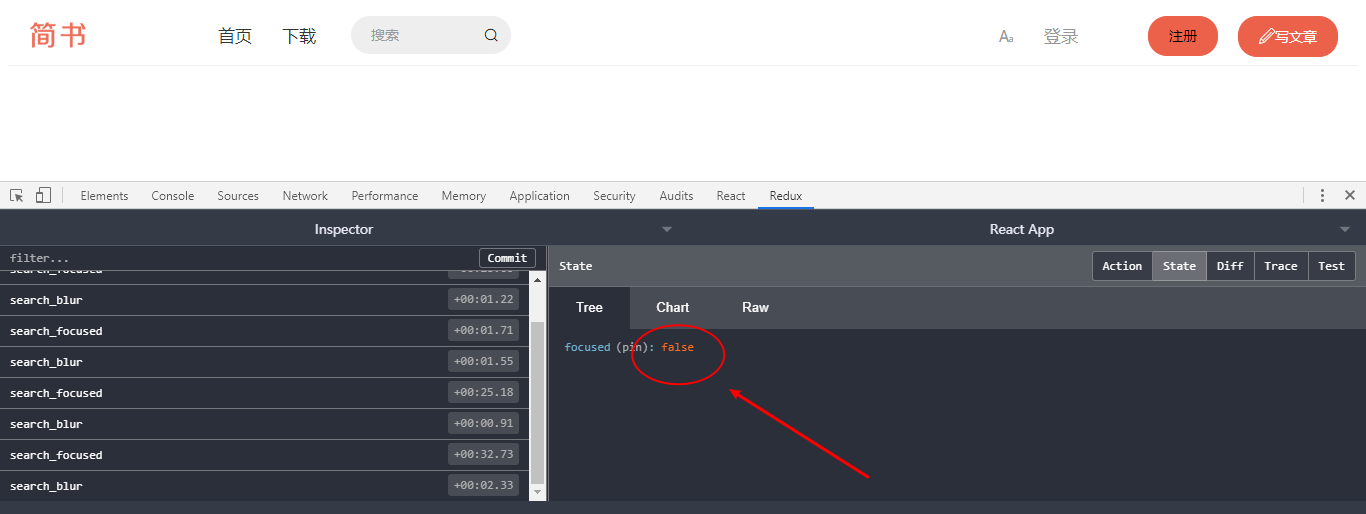 简书 首页 下载 搜索 Aa 登录 注册 写文章
Elements Console Sources Network Performance Memory Application Security Audits React Redux
Inspector React App
filter... Commit
State Action State Diff Trace Test
search_focused
search_blur +00:01.22
search_focused +00:01.71
search_blur +00:01.55
search_focused +00:25.18
search_blur +00:00.91
search_focused +00:32.73
search_blur +00:02.33
Tree Chart Raw
focused (pin): false